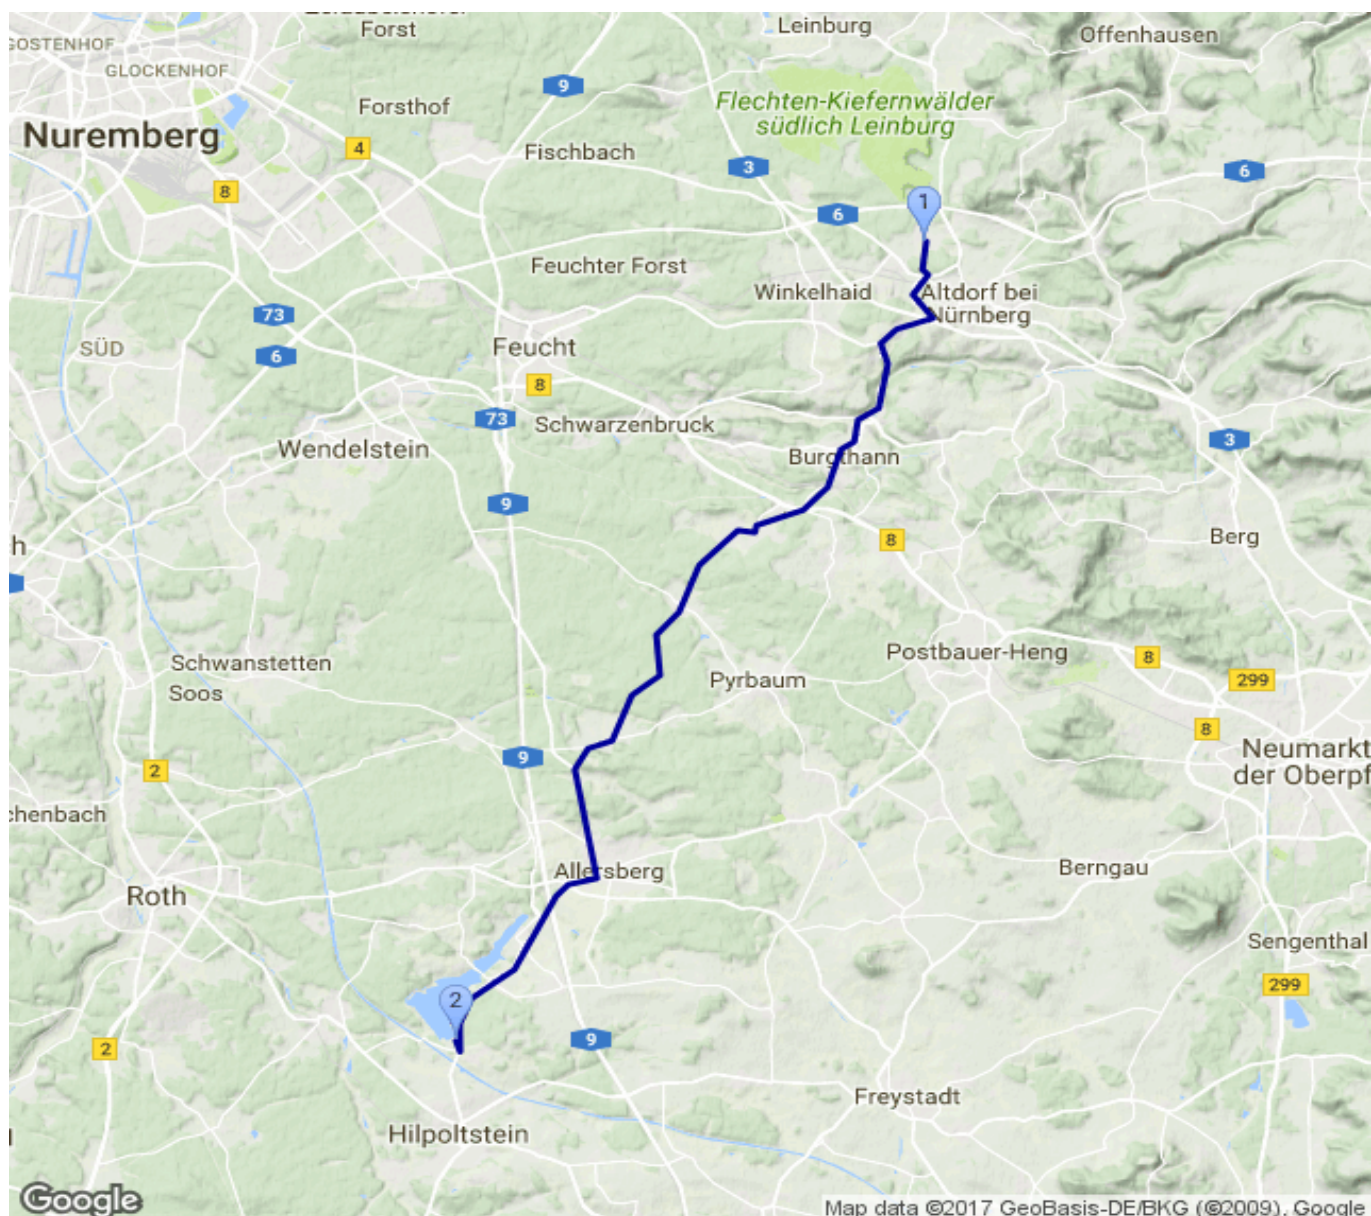 Forst
Leinburg
Offenhausen
GOSTENHOF
GLOCKENHOF
9
Forsthof
Flechten-Kiefernwälder
südlich Leinburg
Nuremberg
4
Fischbach
3
6
8
1
6
Feuchter Forst
Winkelhaid
Altdorf bei
Nürnberg
73
6
SÜD
Feucht
8
73
Schwarzenbruck
Wendelstein
Burgthann
3
9
8
Berg
h
Schwanstetten
Soos
Postbauer-Heng
8
Pyrbaum
299
8
9
2
Neumarkt
der Oberpf
chenbach
Allersberg
Berngau
Roth
Sengenthal
299
2
9
2
Freystadt
Hilpoltstein
Google
Map data ©2017 GeoBasis-DE/BKG (©2009), Google